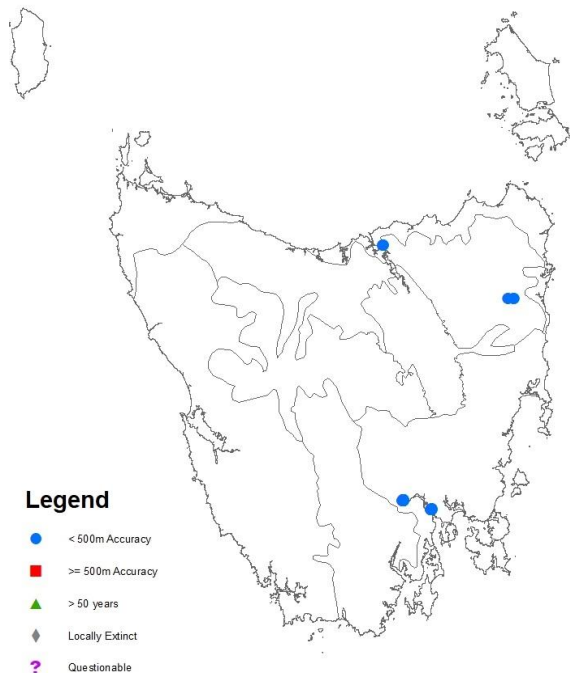 Legend
< 500m Accuracy
>= 500m Accuracy
> 50 years
Locally Extinct
? Questionable